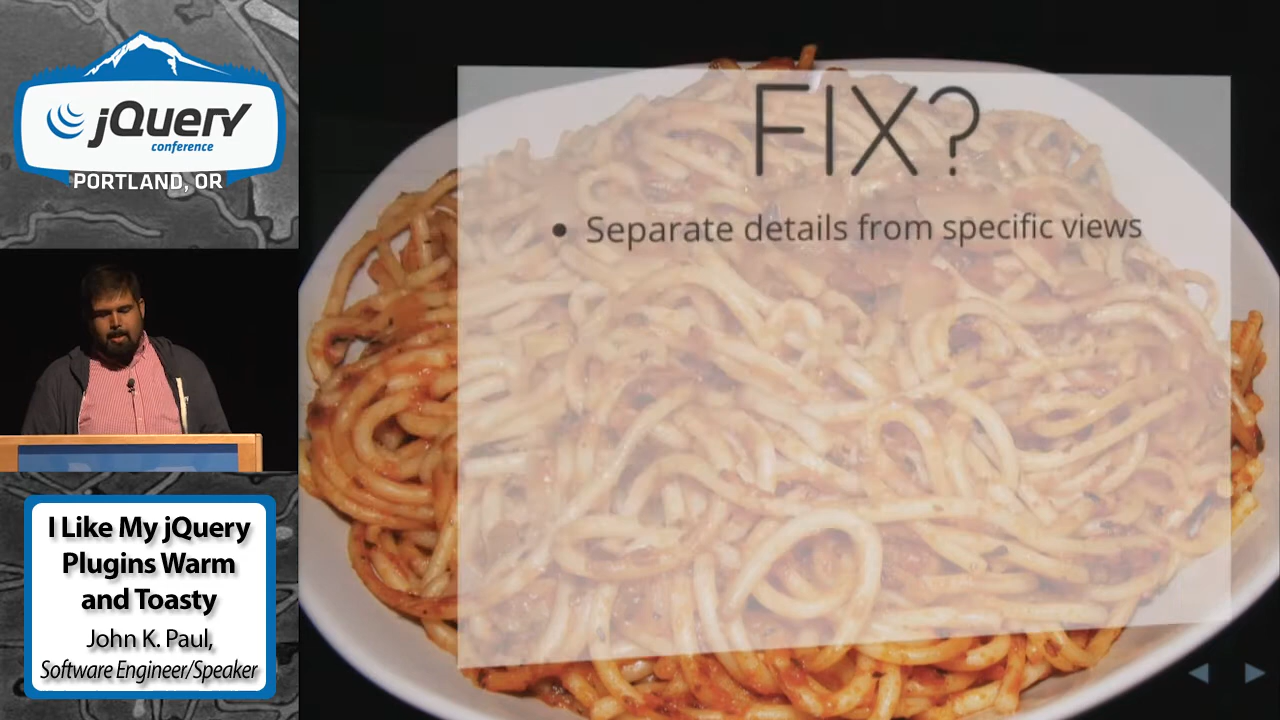 jQuery
conference
PORTLAND, OR
I Like My jQuery
Plugins Warm
and Toasty
John K. Paul,
Software Engineer/Speaker
FIX?
• Separate details from specific views